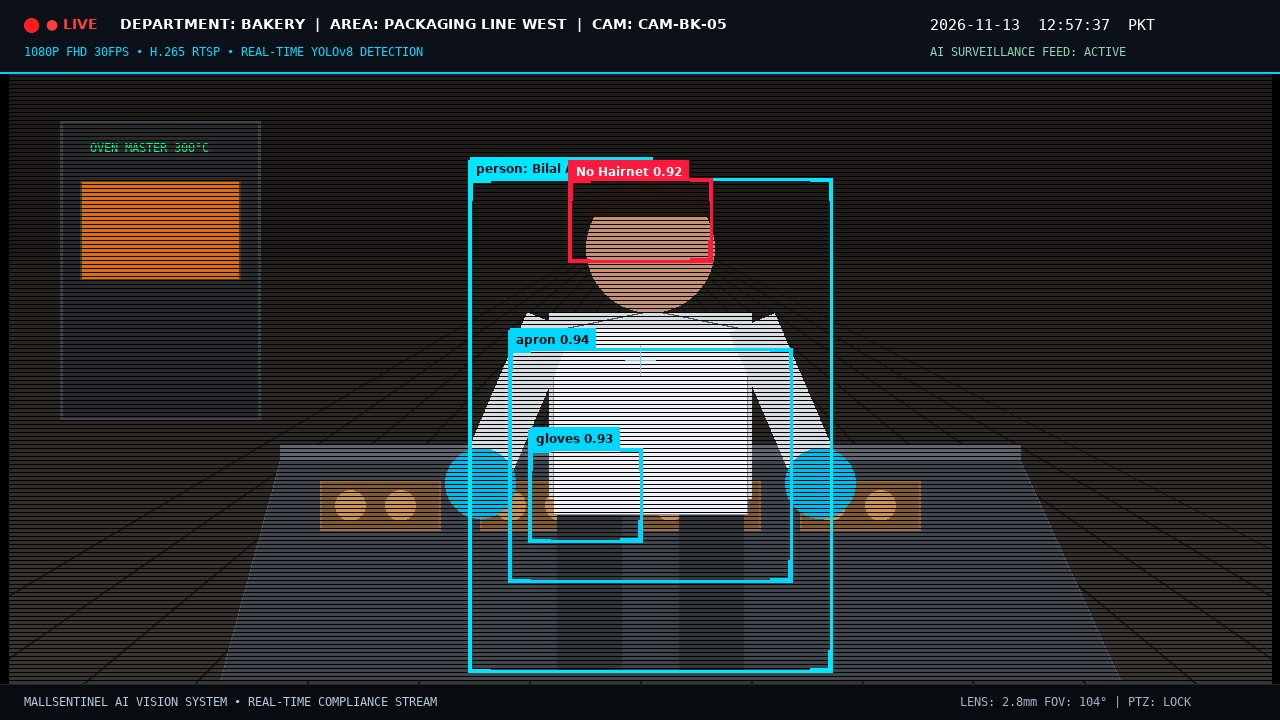 ● LIVE
DEPARTMENT: BAKERY | AREA: PACKAGING LINE WEST | CAM: CAM-BK-05
2026-11-13 12:57:37 PKT
1080P FHD 30FPS • H.265 RTSP • REAL-TIME YOLOv8 DETECTION
AI SURVEILLANCE FEED: ACTIVE
OVEN MASTER 300°C
person: Bilal
No Hairnet 0.92
apron 0.94
gloves 0.93
MALLSENTINEL AI VISION SYSTEM • REAL-TIME COMPLIANCE STREAM
LENS: 2.8mm FOV: 104° | PTZ: LOCK